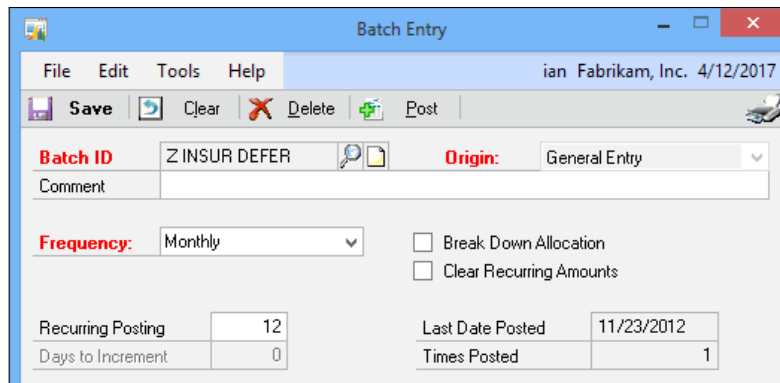 Batch Entry
File Edit Tools Help ian Fabrikam, Inc. 4/12/2017
Save Clear Delete Post
Batch ID Z INSUR DEFER Origin: General Entry
Comment
Frequency: Monthly Break Down Allocation
Clear Recurring Amounts
Recurring Posting 12 Last Date Posted 11/23/2012
Days to Increment 0 Times Posted 1